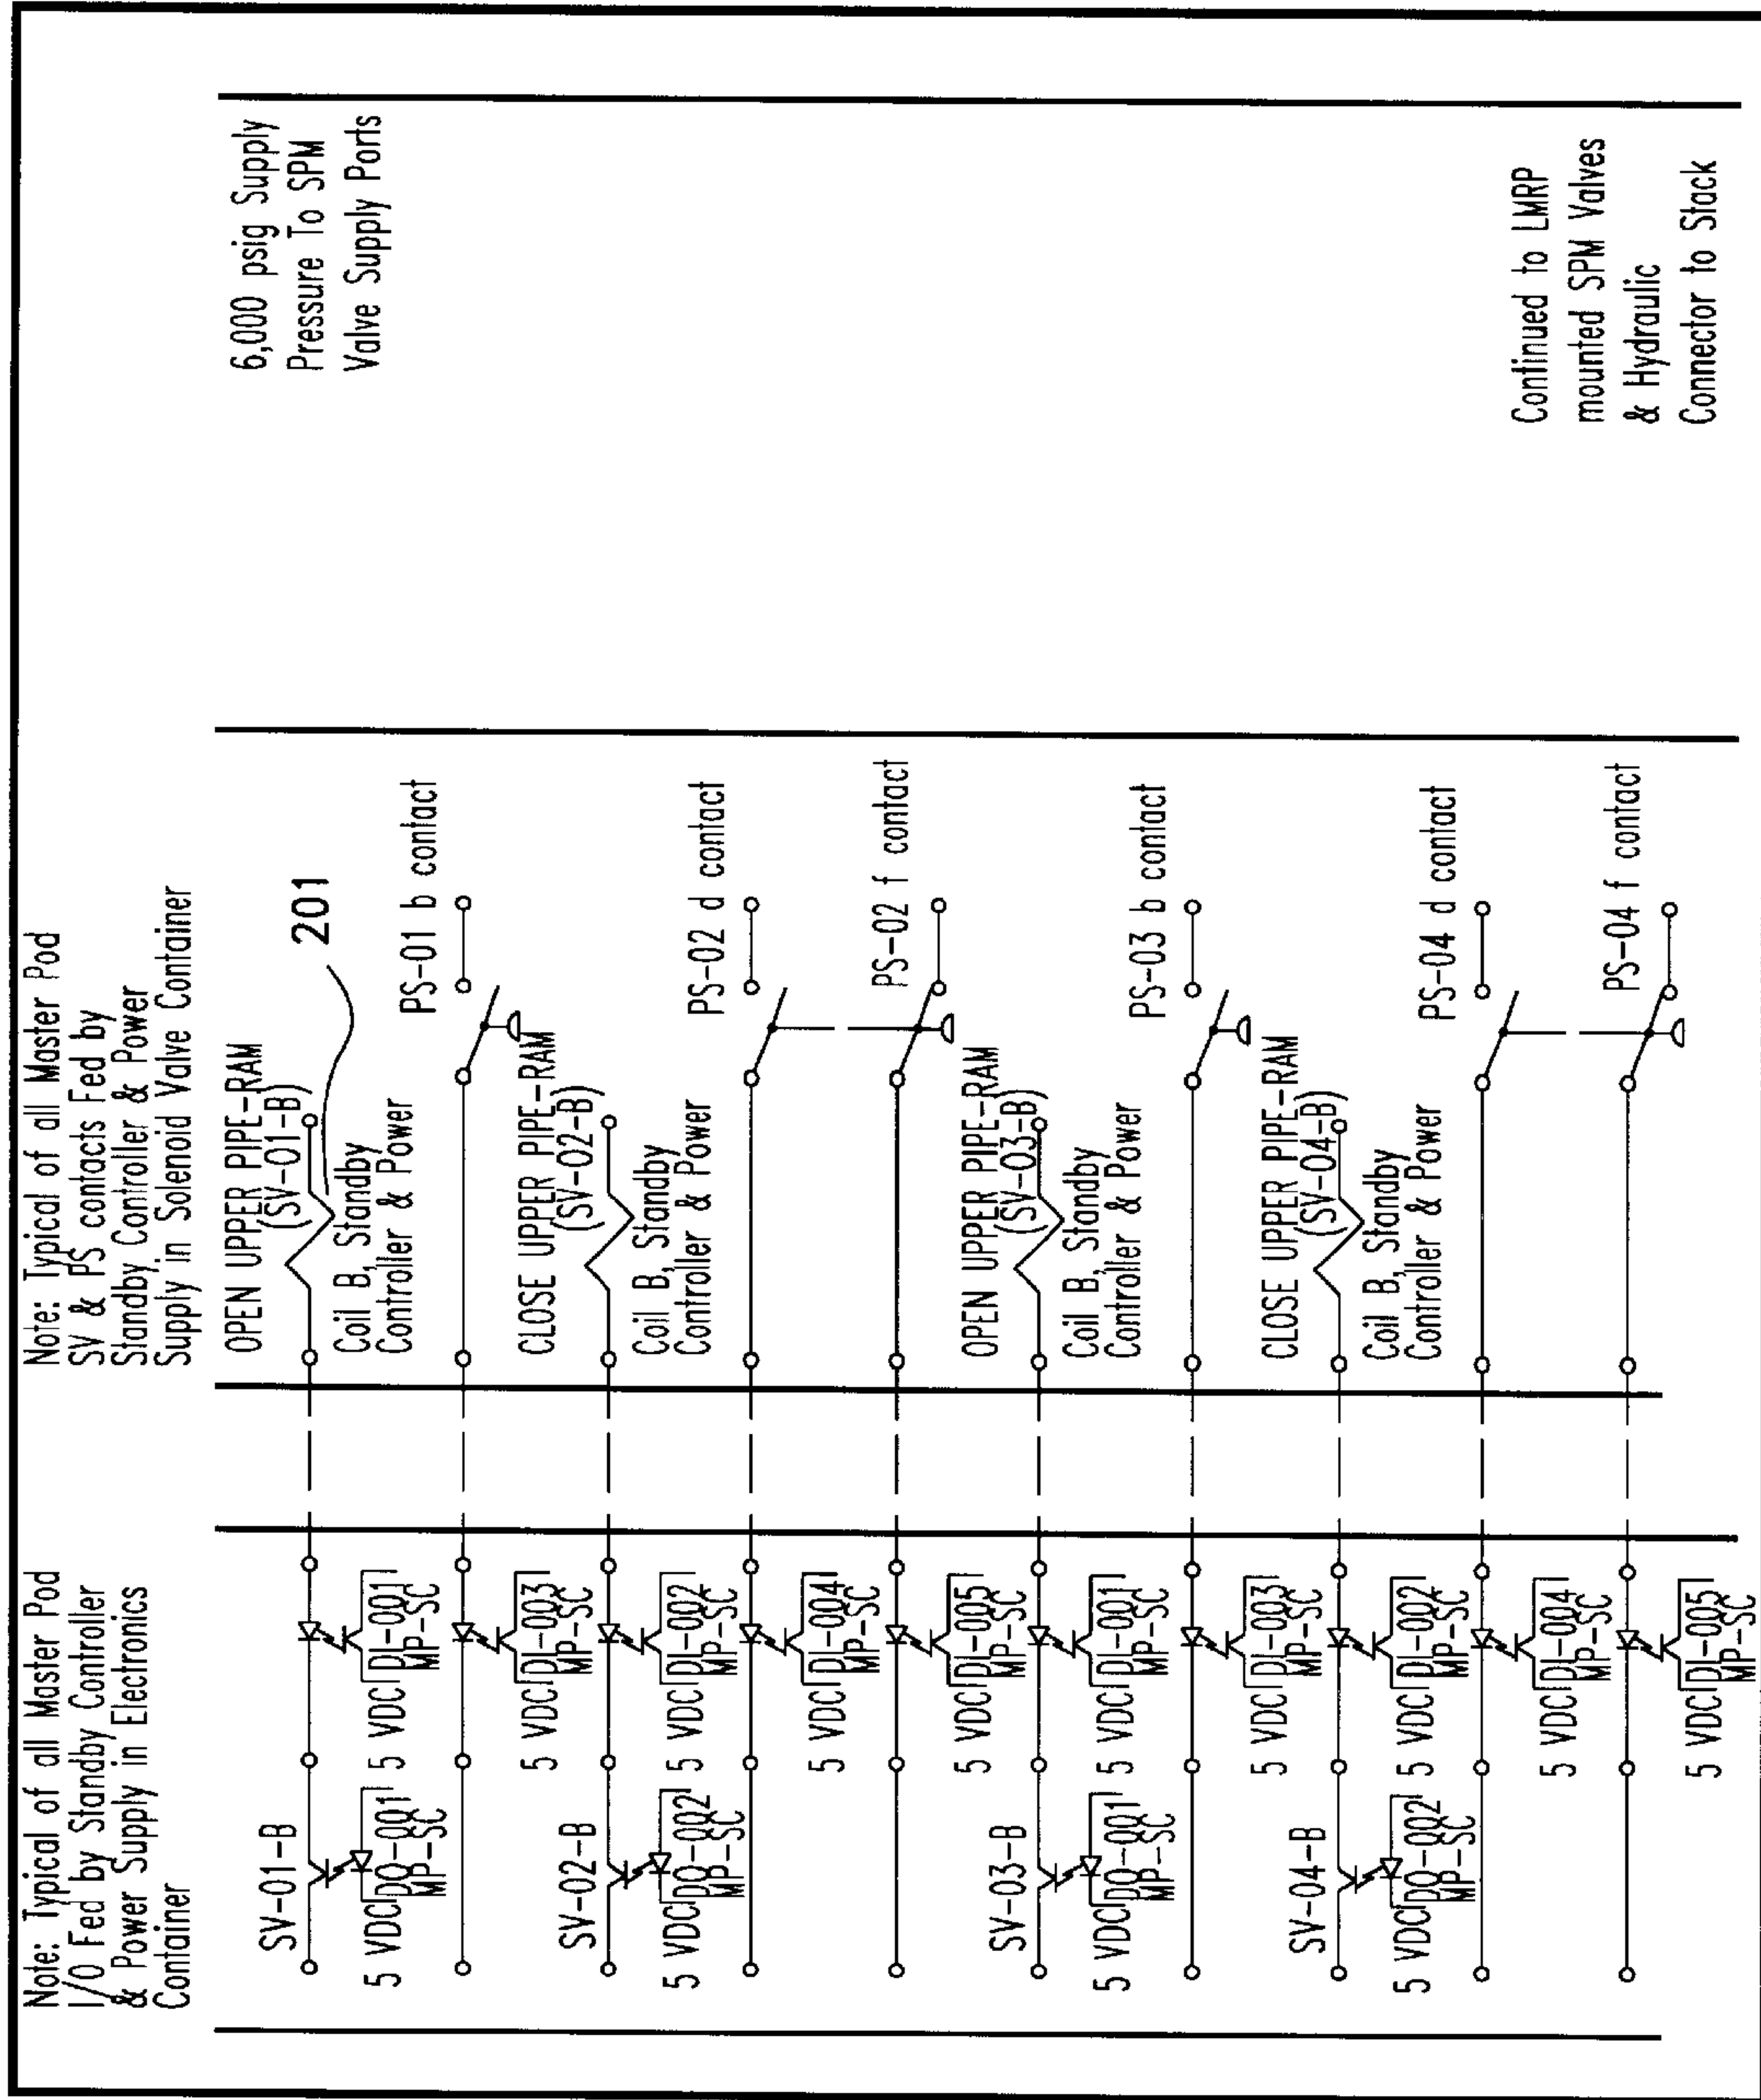 Note: Typical of all Master Pod
I/O Fed by Standby Controller
& Power Supply in Electronics
Container
Note: Typical of all Master Pod
SV & PS contacts Fed by
Standby Controller & Power
Supply in Solenoid Valve Container
6,000 psig Supply
Pressure To SPM
Valve Supply Ports
SV-01-B
5 VDC DO-001
MP-SC
5 VDC DI-001
MP-SC
OPEN UPPER PIPE-RAM
(SV-01-B)
201
Coil B, Standby
Controller & Power
5 VDC DI-003
MP-SC
PS-01 b contact
SV-02-B
5 VDC DO-002
MP-SC
5 VDC DI-002
MP-SC
CLOSE UPPER PIPE-RAM
(SV-02-B)
Coil B, Standby
Controller & Power
5 VDC DI-004
MP-SC
PS-02 d contact
5 VDC DI-005
MP-SC
PS-02 f contact
SV-03-B
5 VDC DO-001
MP-SC
5 VDC DI-001
MP-SC
OPEN UPPER PIPE-RAM
(SV-03-B)
Coil B, Standby
Controller & Power
5 VDC DI-003
MP-SC
PS-03 b contact
SV-04-B
5 VDC DO-002
MP-SC
5 VDC DI-002
MP-SC
CLOSE UPPER PIPE-RAM
(SV-04-B)
Coil B, Standby
Controller & Power
5 VDC DI-004
MP-SC
PS-04 d contact
5 VDC DI-005
MP-SC
PS-04 f contact
Continued to LMRP
mounted SPM Valves
& Hydraulic
Connector to Stack